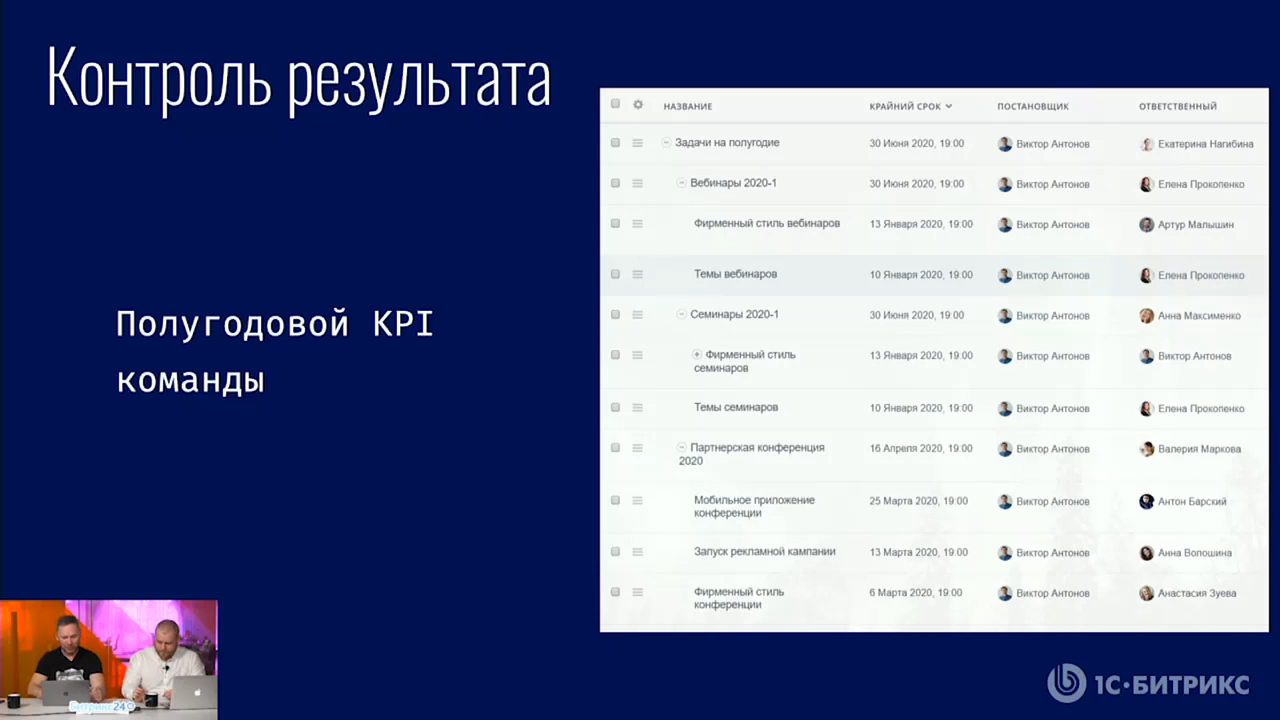 Контроль результата
Полугодовой KPI
команды
НАЗВАНИЕ КРАЙНИЙ СРОК ПОСТАНОВЩИК ОТВЕТСТВЕННЫЙ
Задачи на полугодие 30 Июня 2020, 19:00 Виктор Антонов Екатерина Нагибина
Вебинары 2020-1 30 Июня 2020, 19:00 Виктор Антонов Елена Прокопенко
Фирменный стиль вебинаров 13 Января 2020, 19:00 Виктор Антонов Артур Малышин
Темы вебинаров 10 Января 2020, 19:00 Виктор Антонов Елена Прокопенко
Семинары 2020-1 30 Июня 2020, 19:00 Виктор Антонов Анна Максименко
Фирменный стиль 13 Января 2020, 19:00 Виктор Антонов Виктор Антонов
семинаров
Темы семинаров 10 Января 2020, 19:00 Виктор Антонов Елена Прокопенко
Партнерская конференция 16 Апреля 2020, 19:00 Виктор Антонов Валерия Маркова
2020
Мобильное приложение 25 Марта 2020, 19:00 Виктор Антонов Антон Барский
конференции
Запуск рекламной кампании 13 Марта 2020, 19:00 Виктор Антонов Анна Волошина
Фирменный стиль 6 Марта 2020, 19:00 Виктор Антонов Анастасия Зуева
конференции
Битрикс24
1С·БИТРИКС